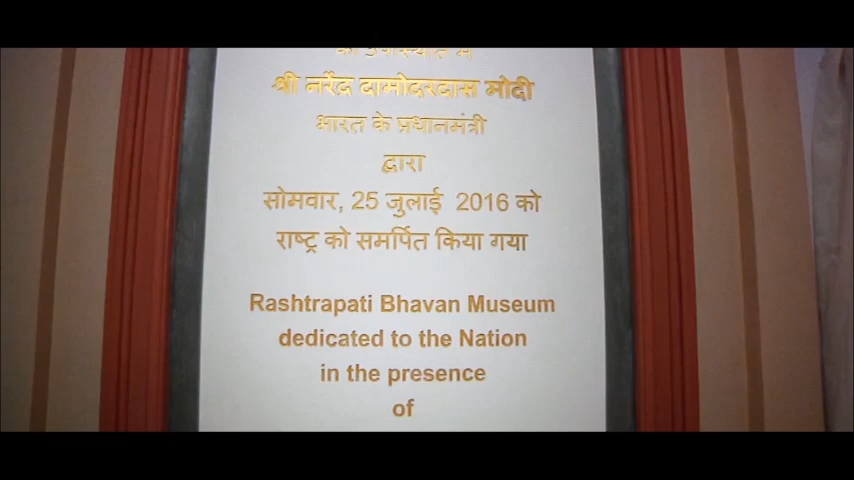 की उपस्थिति में
श्री नरेंद्र दामोदरदास मोदी
भारत के प्रधानमंत्री
द्वारा
सोमवार, 25 जुलाई 2016 को
राष्ट्र को समर्पित किया गया
Rashtrapati Bhavan Museum
dedicated to the Nation
in the presence
of